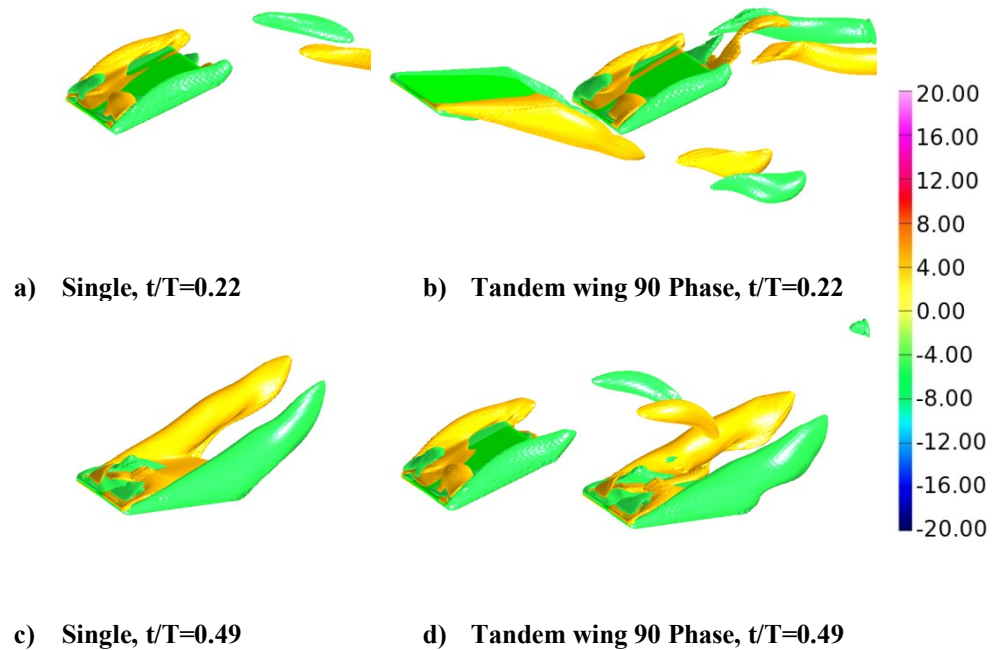 20.00
16.00
12.00
8.00
4.00
0.00
-4.00
-8.00
-12.00
-16.00
-20.00
a) Single, t/T=0.22
b) Tandem wing 90 Phase, t/T=0.22
c) Single, t/T=0.49
d) Tandem wing 90 Phase, t/T=0.49